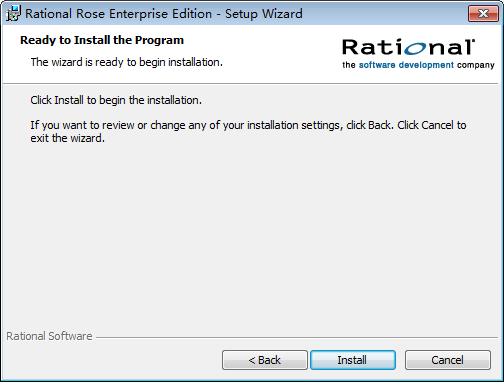 Rational Rose Enterprise Edition - Setup Wizard
Ready to Install the Program
The wizard is ready to begin installation.
Rational
the software development company
Click Install to begin the installation.
If you want to review or change any of your installation settings, click Back. Click Cancel to
exit the wizard.
Rational Software
< Back
Install
Cancel